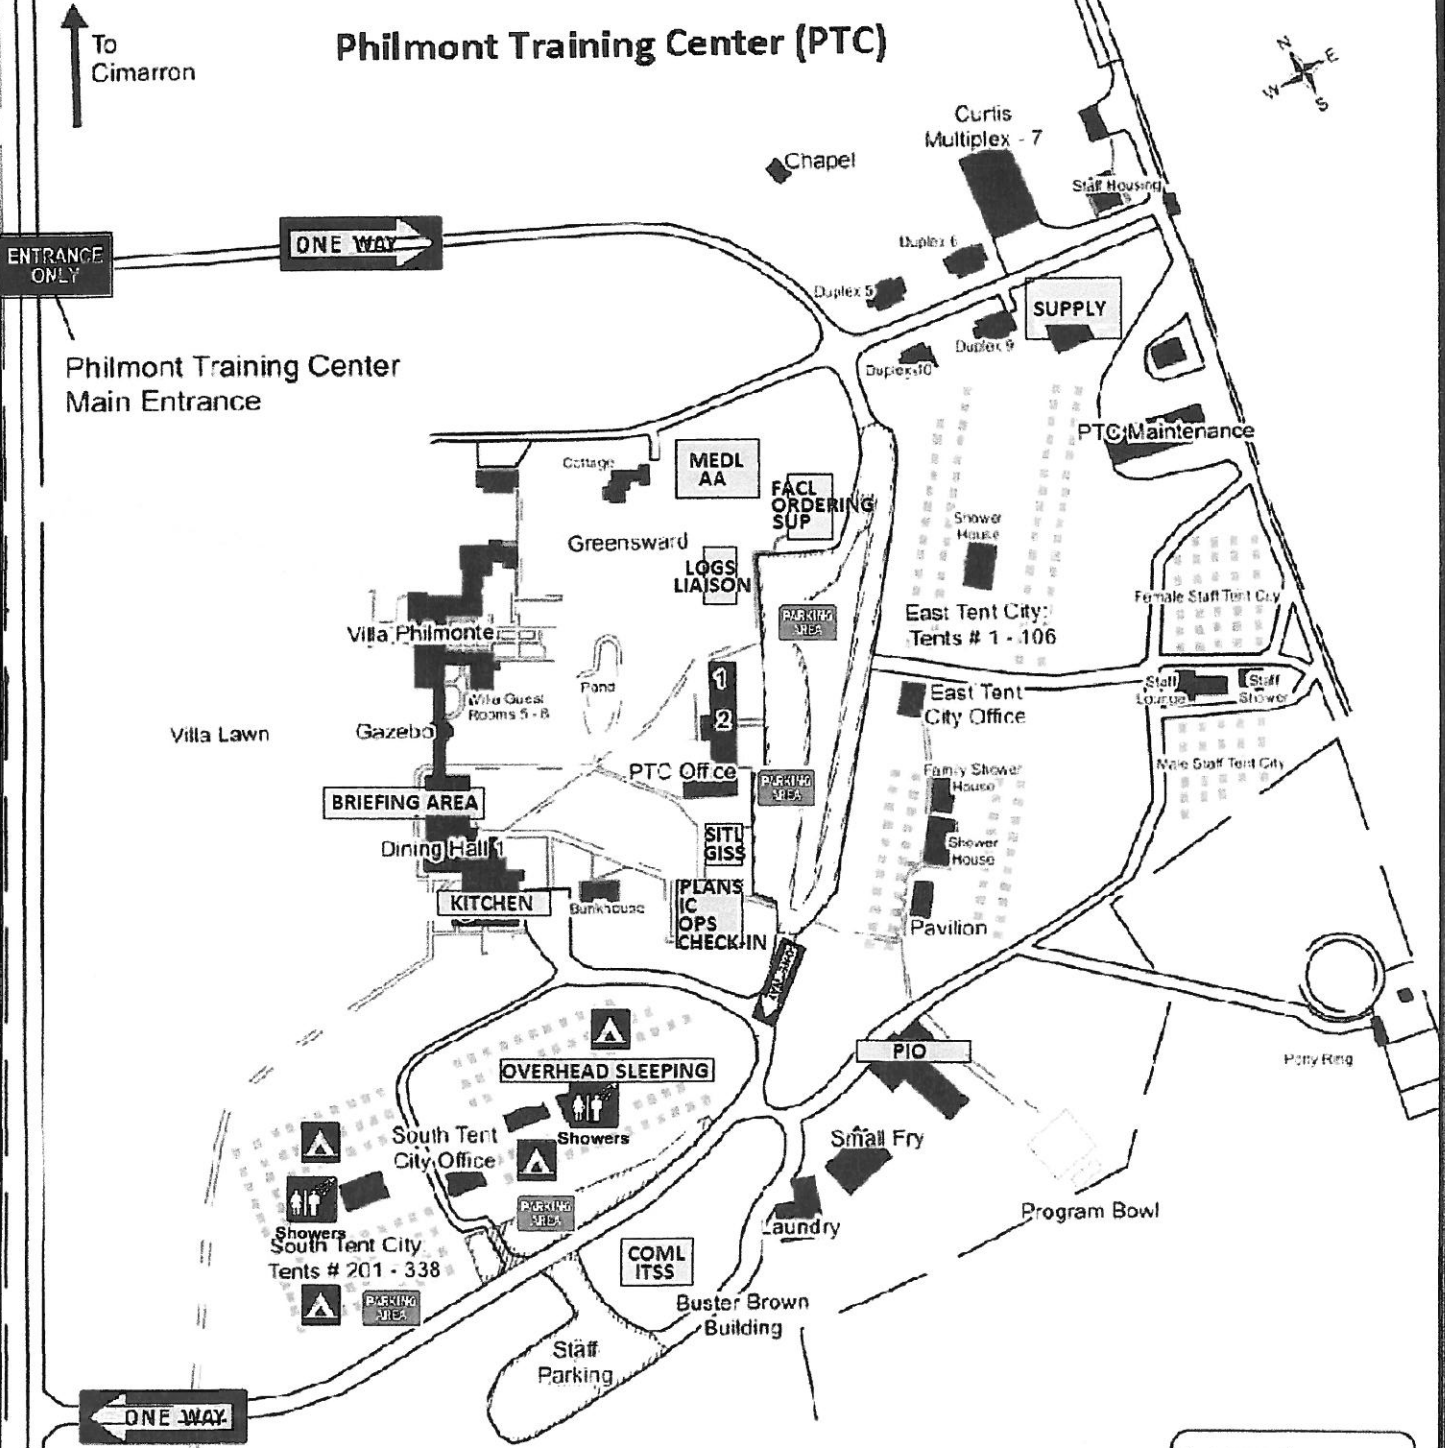 To
Cimarron
Philmont Training Center (PTC)
N
E
W
S
Curtis
Multiplex - 7
Chapel
Staff Housing
ENTRANCE
ONLY
ONE WAY
Duplex 6
Duplex 5
SUPPLY
Duplex 9
Duplex 10
Philmont Training Center
Main Entrance
PTC Maintenance
Cottage
MEDL
AA
FACL
ORDERING
SUP
Shower
House
Greensward
LOGS
LIAISON
Female Staff Tent City
PARKING
AREA
East Tent City:
Tents # 1 - 106
Villa Philmonte
Pond
1
2
Staff
Lounge
Staff
Shower
Villa Guest
Rooms 5 - 8
East Tent
City Office
Villa Lawn
Gazebo
PTC Office
PARKING
AREA
Family Shower
House
Male Staff Tent City
BRIEFING AREA
Dining Hall 1
SITL
GISS
Shower
House
KITCHEN
Bunkhouse
PLANS
IC
OPS
CHECK-IN
Pavilion
PIO
Pony Ring
OVERHEAD SLEEPING
Showers
South Tent
City Office
Small Fry
PARKING
AREA
Showers
South Tent City
Tents # 201 - 338
Laundry
Program Bowl
COML
ITSS
PARKING
AREA
Buster Brown
Building
Staff
Parking
ONE WAY